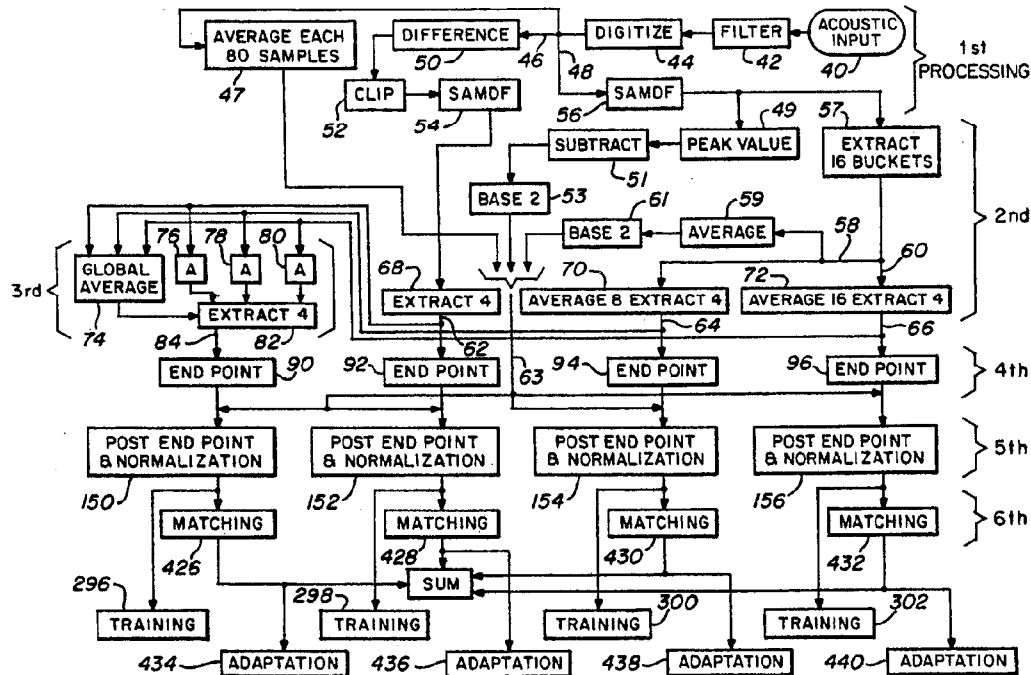 AVERAGE EACH
80 SAMPLES
47
DIFFERENCE
50
46
48
DIGITIZE
44
FILTER
42
ACOUSTIC
INPUT
40
1st
PROCESSING
CLIP
52
SAMDF
54
56
SAMDF
49
57
SUBTRACT
51
PEAK VALUE
EXTRACT
16 BUCKETS
BASE 2
53
61
BASE 2
59
AVERAGE
58
60
2nd
76
A
78
A
80
A
3rd
GLOBAL
AVERAGE
74
EXTRACT 4
82
84
68
EXTRACT 4
62
63
70
AVERAGE 8 EXTRACT 4
64
72
AVERAGE 16 EXTRACT 4
66
END POINT
90
92
END POINT
94
END POINT
96
END POINT
4th
POST END POINT
& NORMALIZATION
150
POST END POINT
& NORMALIZATION
152
POST END POINT
& NORMALIZATION
154
POST END POINT
& NORMALIZATION
156
5th
MATCHING
426
MATCHING
428
MATCHING
430
MATCHING
432
6th
SUM
296
TRAINING
298
TRAINING
300
TRAINING
302
TRAINING
434
ADAPTATION
436
ADAPTATION
438
ADAPTATION
440
ADAPTATION